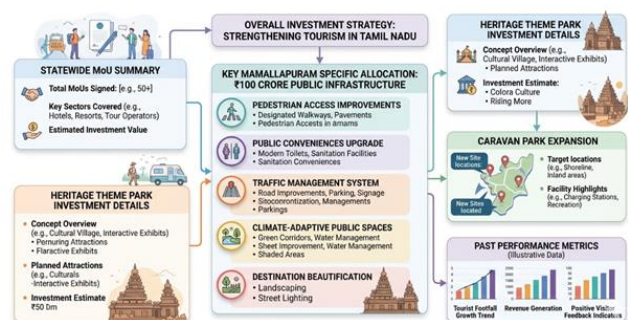 OVERALL INVESTMENT STRATEGY:
STRENGTHENING TOURISM IN TAMIL NADU
STATEWIDE MoU SUMMARY
Total MoUs Signed: [e.g., 50+]
Key Sectors Covered (e.g.,
Hotels, Resorts, Tour Operators)
Estimated Investment Value
HERITAGE THEME PARK
INVESTMENT DETAILS
• Concept Overview
(e.g., Cultural Village, Interactive Exhibits)
• Pernuring Attractions
• Flaractive Exhibits
• Planned Attractions
(e.g., Culturals
-Interactive Exhibits)
• Investment Estimate
₹50 Dm
KEY MAMALLAPURAM SPECIFIC ALLOCATION:
₹100 CRORE PUBLIC INFRASTRUCTURE
PEDESTRIAN ACCESS IMPROVEMENTS
• Designated Walkways, Pavements
• Pedestrian Accests in amams
PUBLIC CONVENIENCES UPGRADE
• Modern Toilets, Sanitation Facilities
• Sanitation Conveniences
TRAFFIC MANAGEMENT SYSTEM
• Road Improvements, Parking, Signage
• Sitoconrontization, Managements
• Parkings
CLIMATE-ADAPTIVE PUBLIC SPACES
• Green Corridors, Water Management
• Sheet Improvement, Water Management
• Shaded Areas
DESTINATION BEAUTIFICATION
• Landscaping
• Street Lighting
HERITAGE THEME PARK
INVESTMENT DETAILS
Concept Overview (e.g.,
Cultural Village, Interactive Exhibits)
• Planned Attractions
Investment Estimate:
• Colora Culture
• Riding More
CARAVAN PARK EXPANSION
New Site
locations
New Sites
located
• Target locations
(e.g., Shoreline,
Inland areas)
• Facility Highlights
(e.g., Charging Stations,
Recreation)
PAST PERFORMANCE METRICS
(Illustrative Data)
Tourist Footfall
Growth Trend
Revenue Generation
Positive Visitor
Feedback Indicators